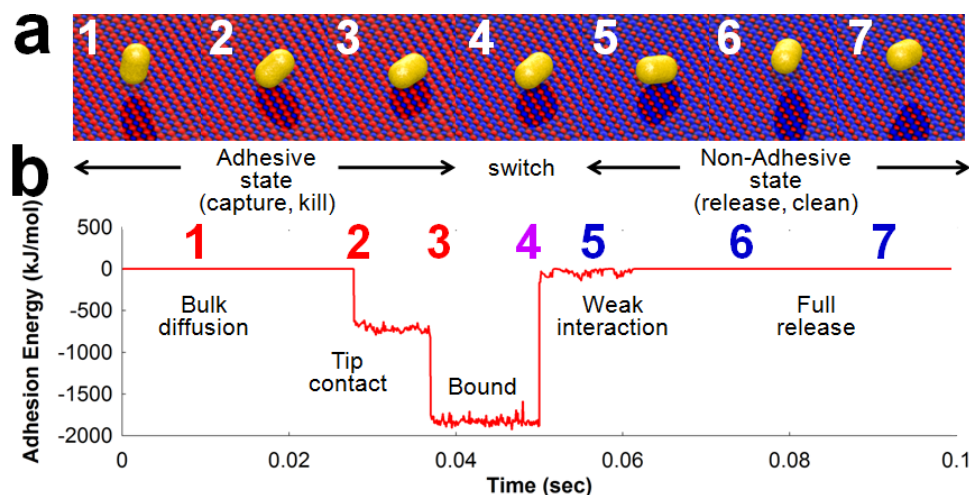 a
1 2 3 4 5 6 7
Adhesive
state
(capture, kill)
switch
Non-Adhesive
state
(release, clean)
b
Adhesion Energy (kJ/mol)
500
0
-500
-1000
-1500
-2000
1 2 3 4 5 6 7
Bulk
diffusion
Tip
contact
Bound
Weak
interaction
Full
release
0 0.02 0.04 0.06 0.08 0.1
Time (sec)